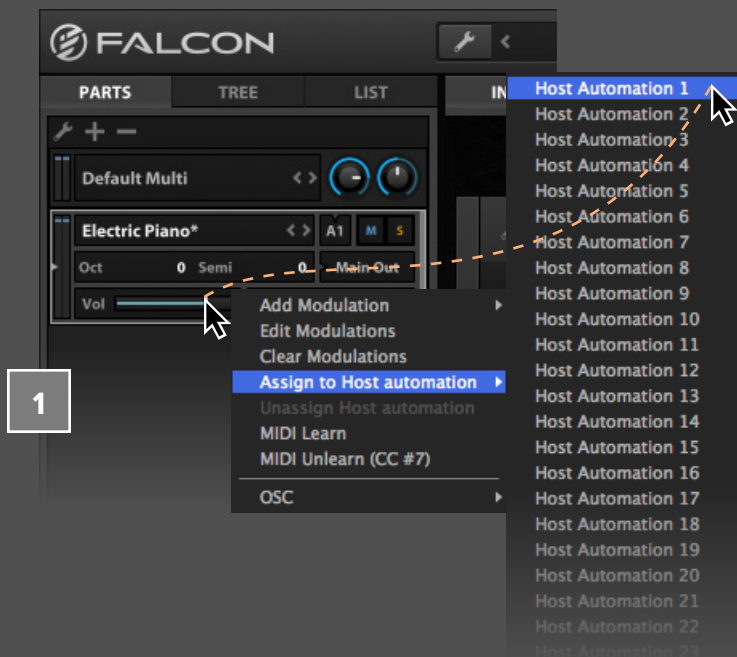 FALCON
PARTS
TREE
LIST
IN
Default Multi
Electric Piano*
A1
M
S
Oct
0
Semi
0
Main Out
Vol
Add Modulation
Edit Modulations
Clear Modulations
Assign to Host automation
Unassign Host automation
MIDI Learn
MIDI Unlearn (CC #7)
OSC
Host Automation 1
Host Automation 2
Host Automation 3
Host Automation 4
Host Automation 5
Host Automation 6
Host Automation 7
Host Automation 8
Host Automation 9
Host Automation 10
Host Automation 11
Host Automation 12
Host Automation 13
Host Automation 14
Host Automation 15
Host Automation 16
Host Automation 17
Host Automation 18
Host Automation 19
Host Automation 20
Host Automation 21
Host Automation 22
Host Automation 23
1